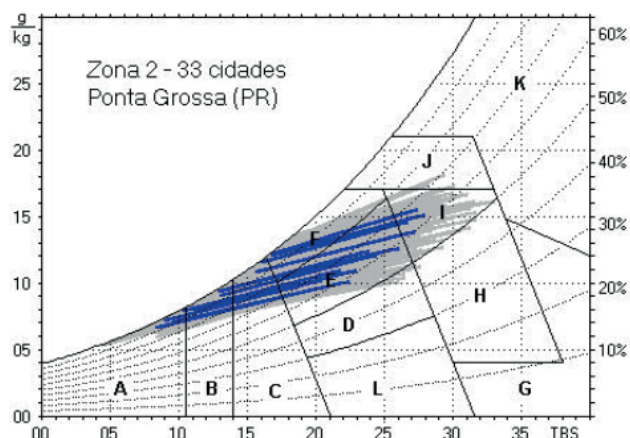 g
kg
60%
Zona 2 - 33 cidades
Ponta Grossa (PR)
25
K
50%
20
J
40%
15
F
I
30%
10
E
20%
D
H
05
10%
A
B
C
L
G
00
00
05
10
15
20
25
30
35
TBS